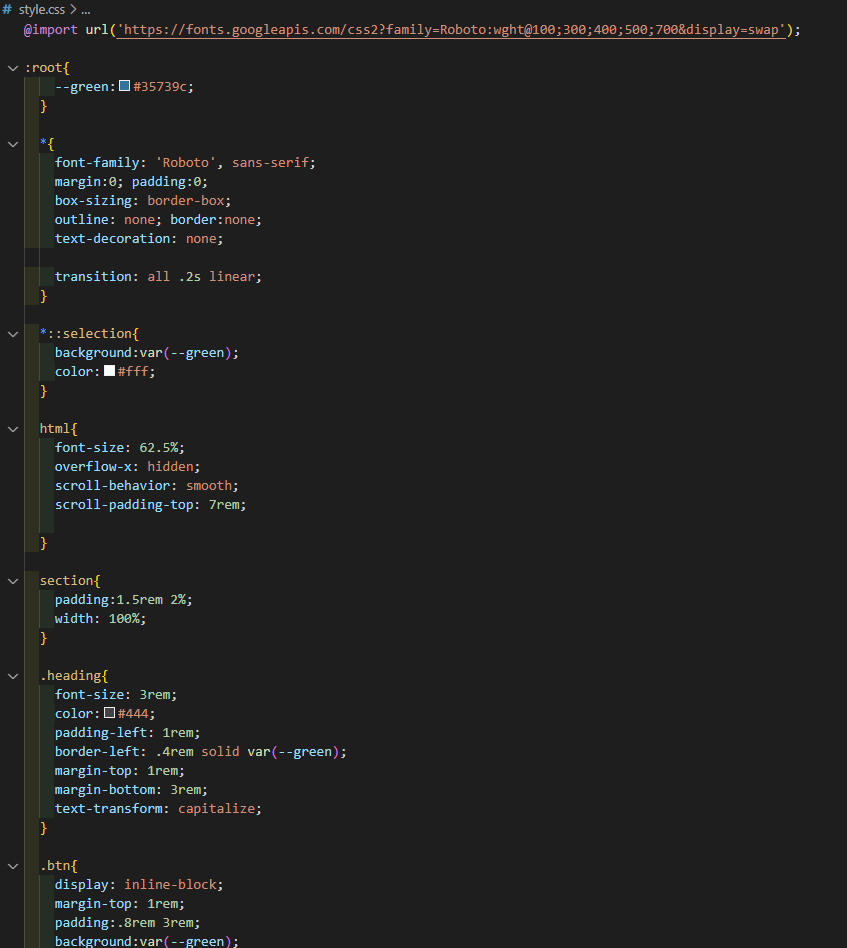 # style.css > ...
@import url('https://fonts.googleapis.com/css2?family=Roboto:wght@100;300;400;500;700&display=swap');
:root{
--green:#35739c;
}
*{
font-family: 'Roboto', sans-serif;
margin:0; padding:0;
box-sizing: border-box;
outline: none; border:none;
text-decoration: none;
transition: all .2s linear;
}
*::selection{
background:var(--green);
color:#fff;
}
html{
font-size: 62.5%;
overflow-x: hidden;
scroll-behavior: smooth;
scroll-padding-top: 7rem;
}
section{
padding:1.5rem 2%;
width: 100%;
}
.heading{
font-size: 3rem;
color:#444;
padding-left: 1rem;
border-left: .4rem solid var(--green);
margin-top: 1rem;
margin-bottom: 3rem;
text-transform: capitalize;
}
.btn{
display: inline-block;
margin-top: 1rem;
padding:.8rem 3rem;
background:var(--green);